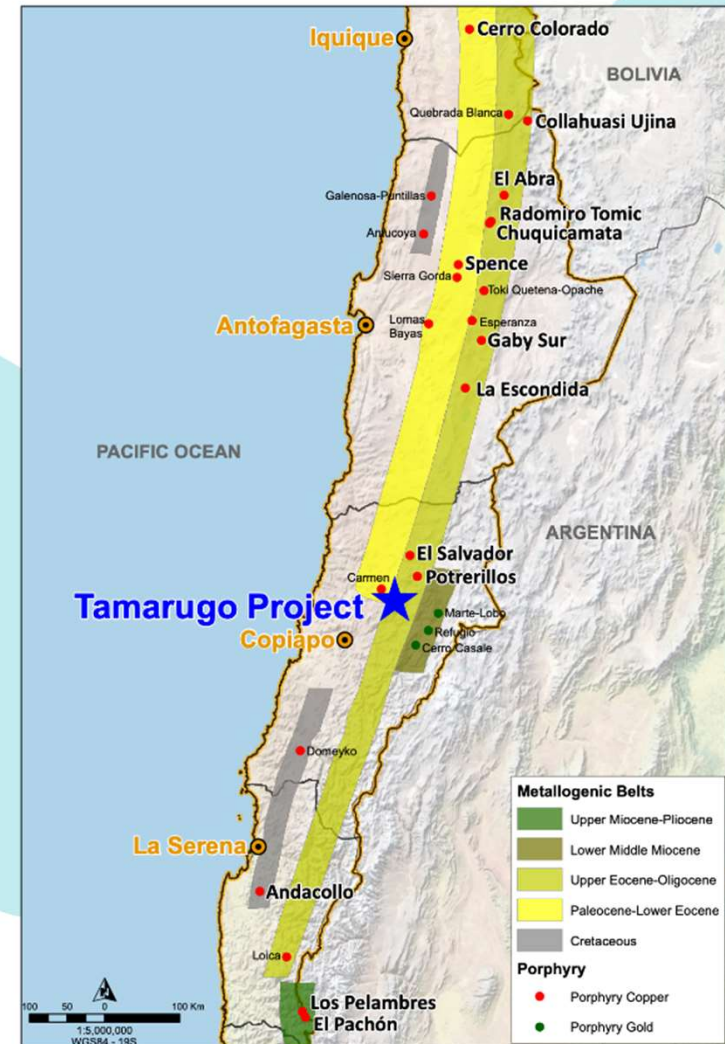 Iquique
Cerro Colorado
BOLIVIA
Quebrada Blanca
Collahuasi Ujina
El Abra
Galenosa-Puntillas
Radomiro Tomic
Chuquicamata
Antucoya
Spence
Sierra Gorda
Toki Quetena-Opache
Antofagasta
Lomas
Bayas
Esperanza
Gaby Sur
La Escondida
PACIFIC OCEAN
ARGENTINA
El Salvador
Carmen
Potrerillos
Tamarugo Project
Marte-Lobo
Refugio
Copiapo
Cerro Casale
Domeyko
La Serena
Andacollo
Loica
Los Pelambres
El Pachón
Metallogenic Belts
Upper Miocene-Pliocene
Lower Middle Miocene
Upper Eocene-Oligocene
Paleocene-Lower Eocene
Cretaceous
Porphyry
Porphyry Copper
Porphyry Gold
100 50 0 100 Km
1:5,000,000
WGS84 - 19S